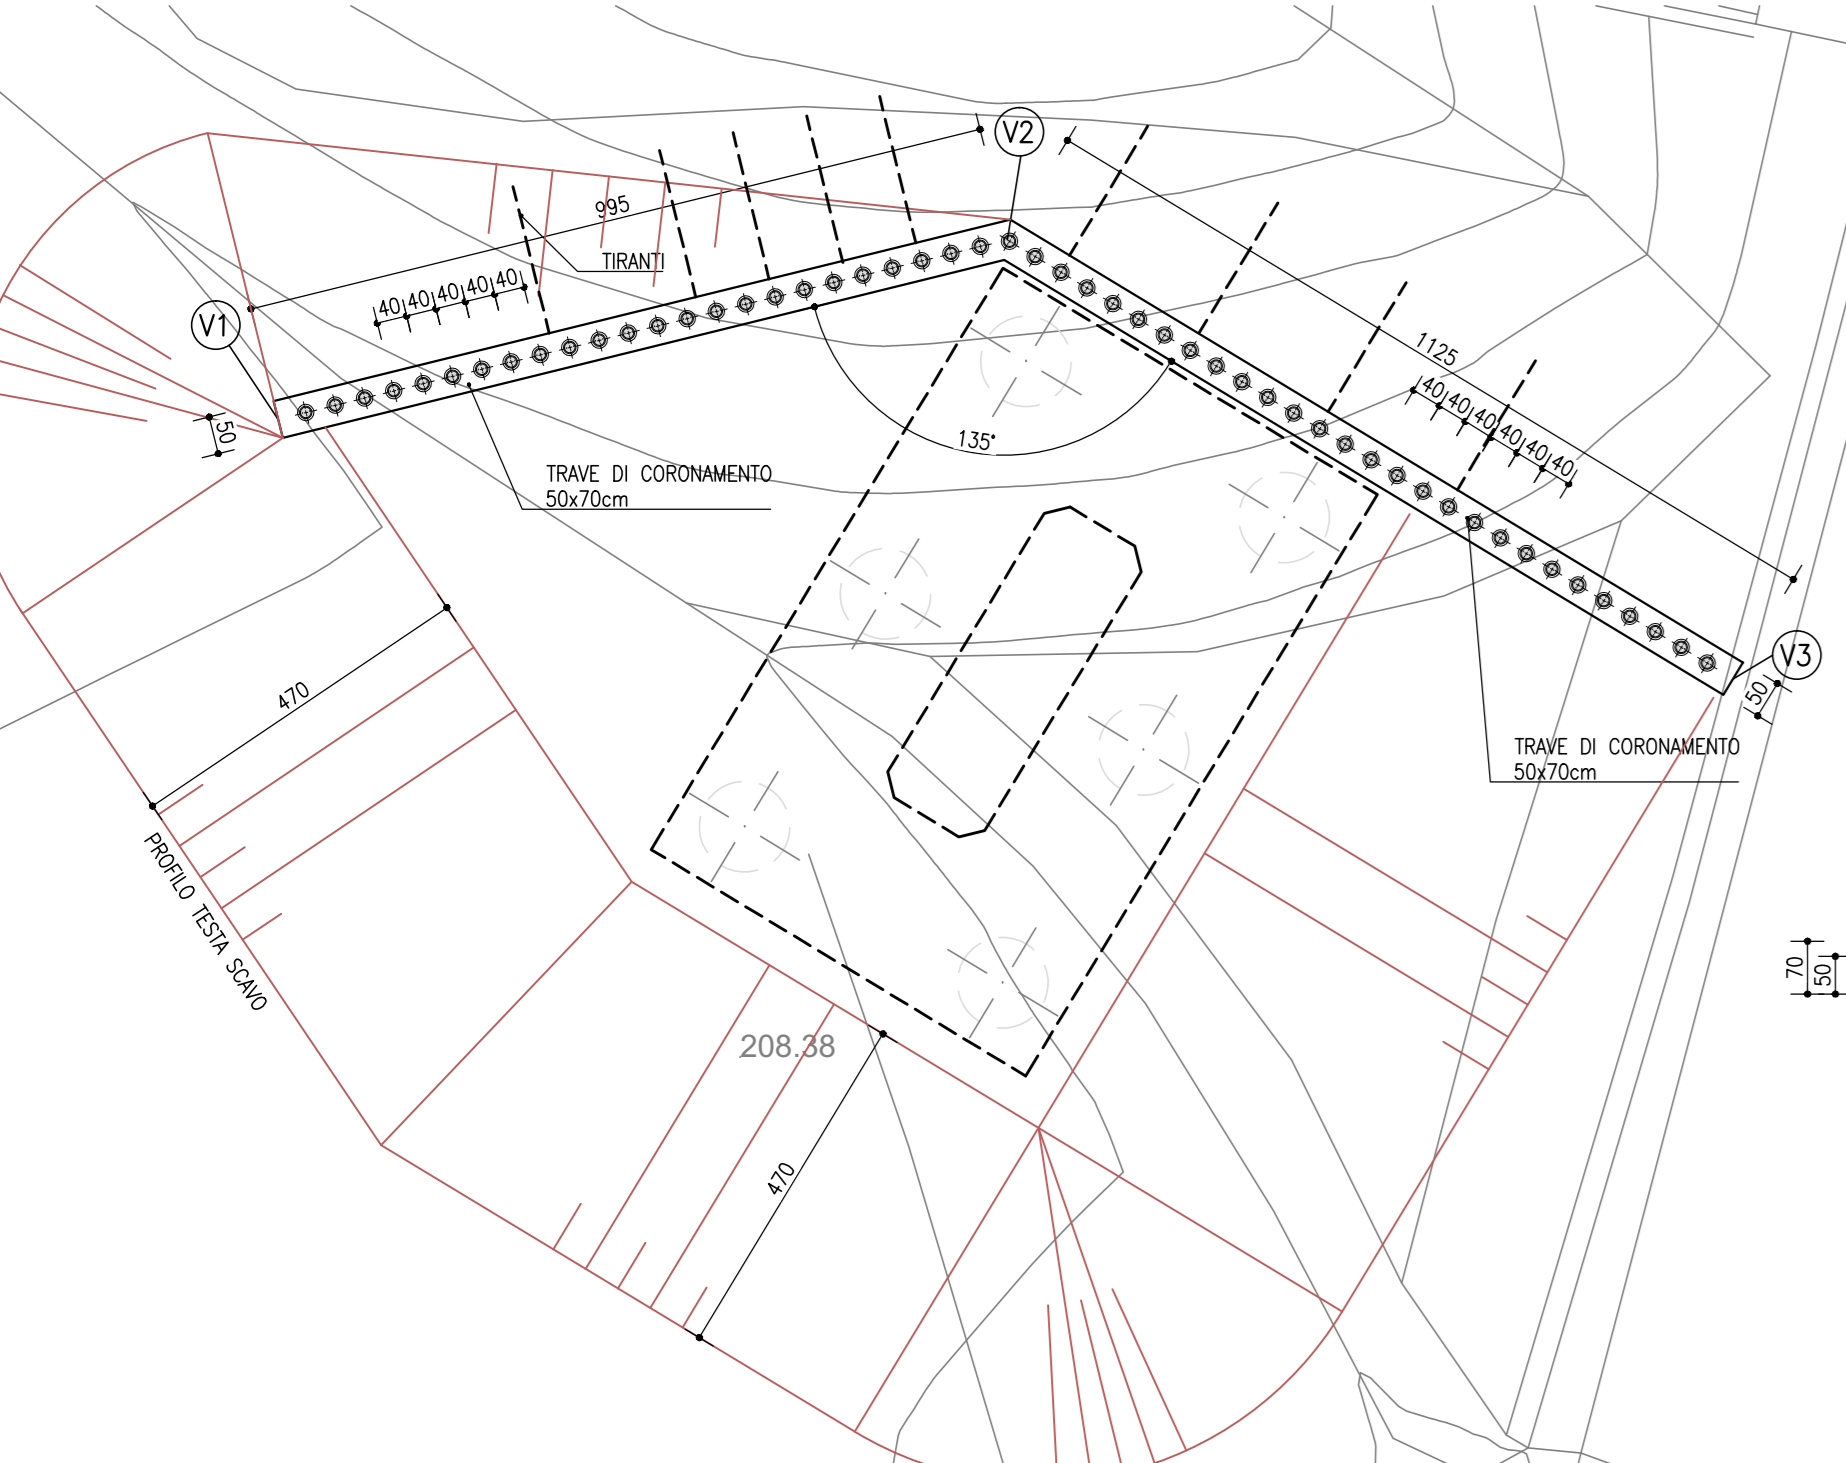 V2
995
TIRANTI
40 40 40 40 40
V1
50
1125
40 40 40 40 40 40
135°
TRAVE DI CORONAMENTO
50x70cm
V3
50
470
TRAVE DI CORONAMENTO
50x70cm
PROFILO TESTA SCAVO
70
50
208.38
470